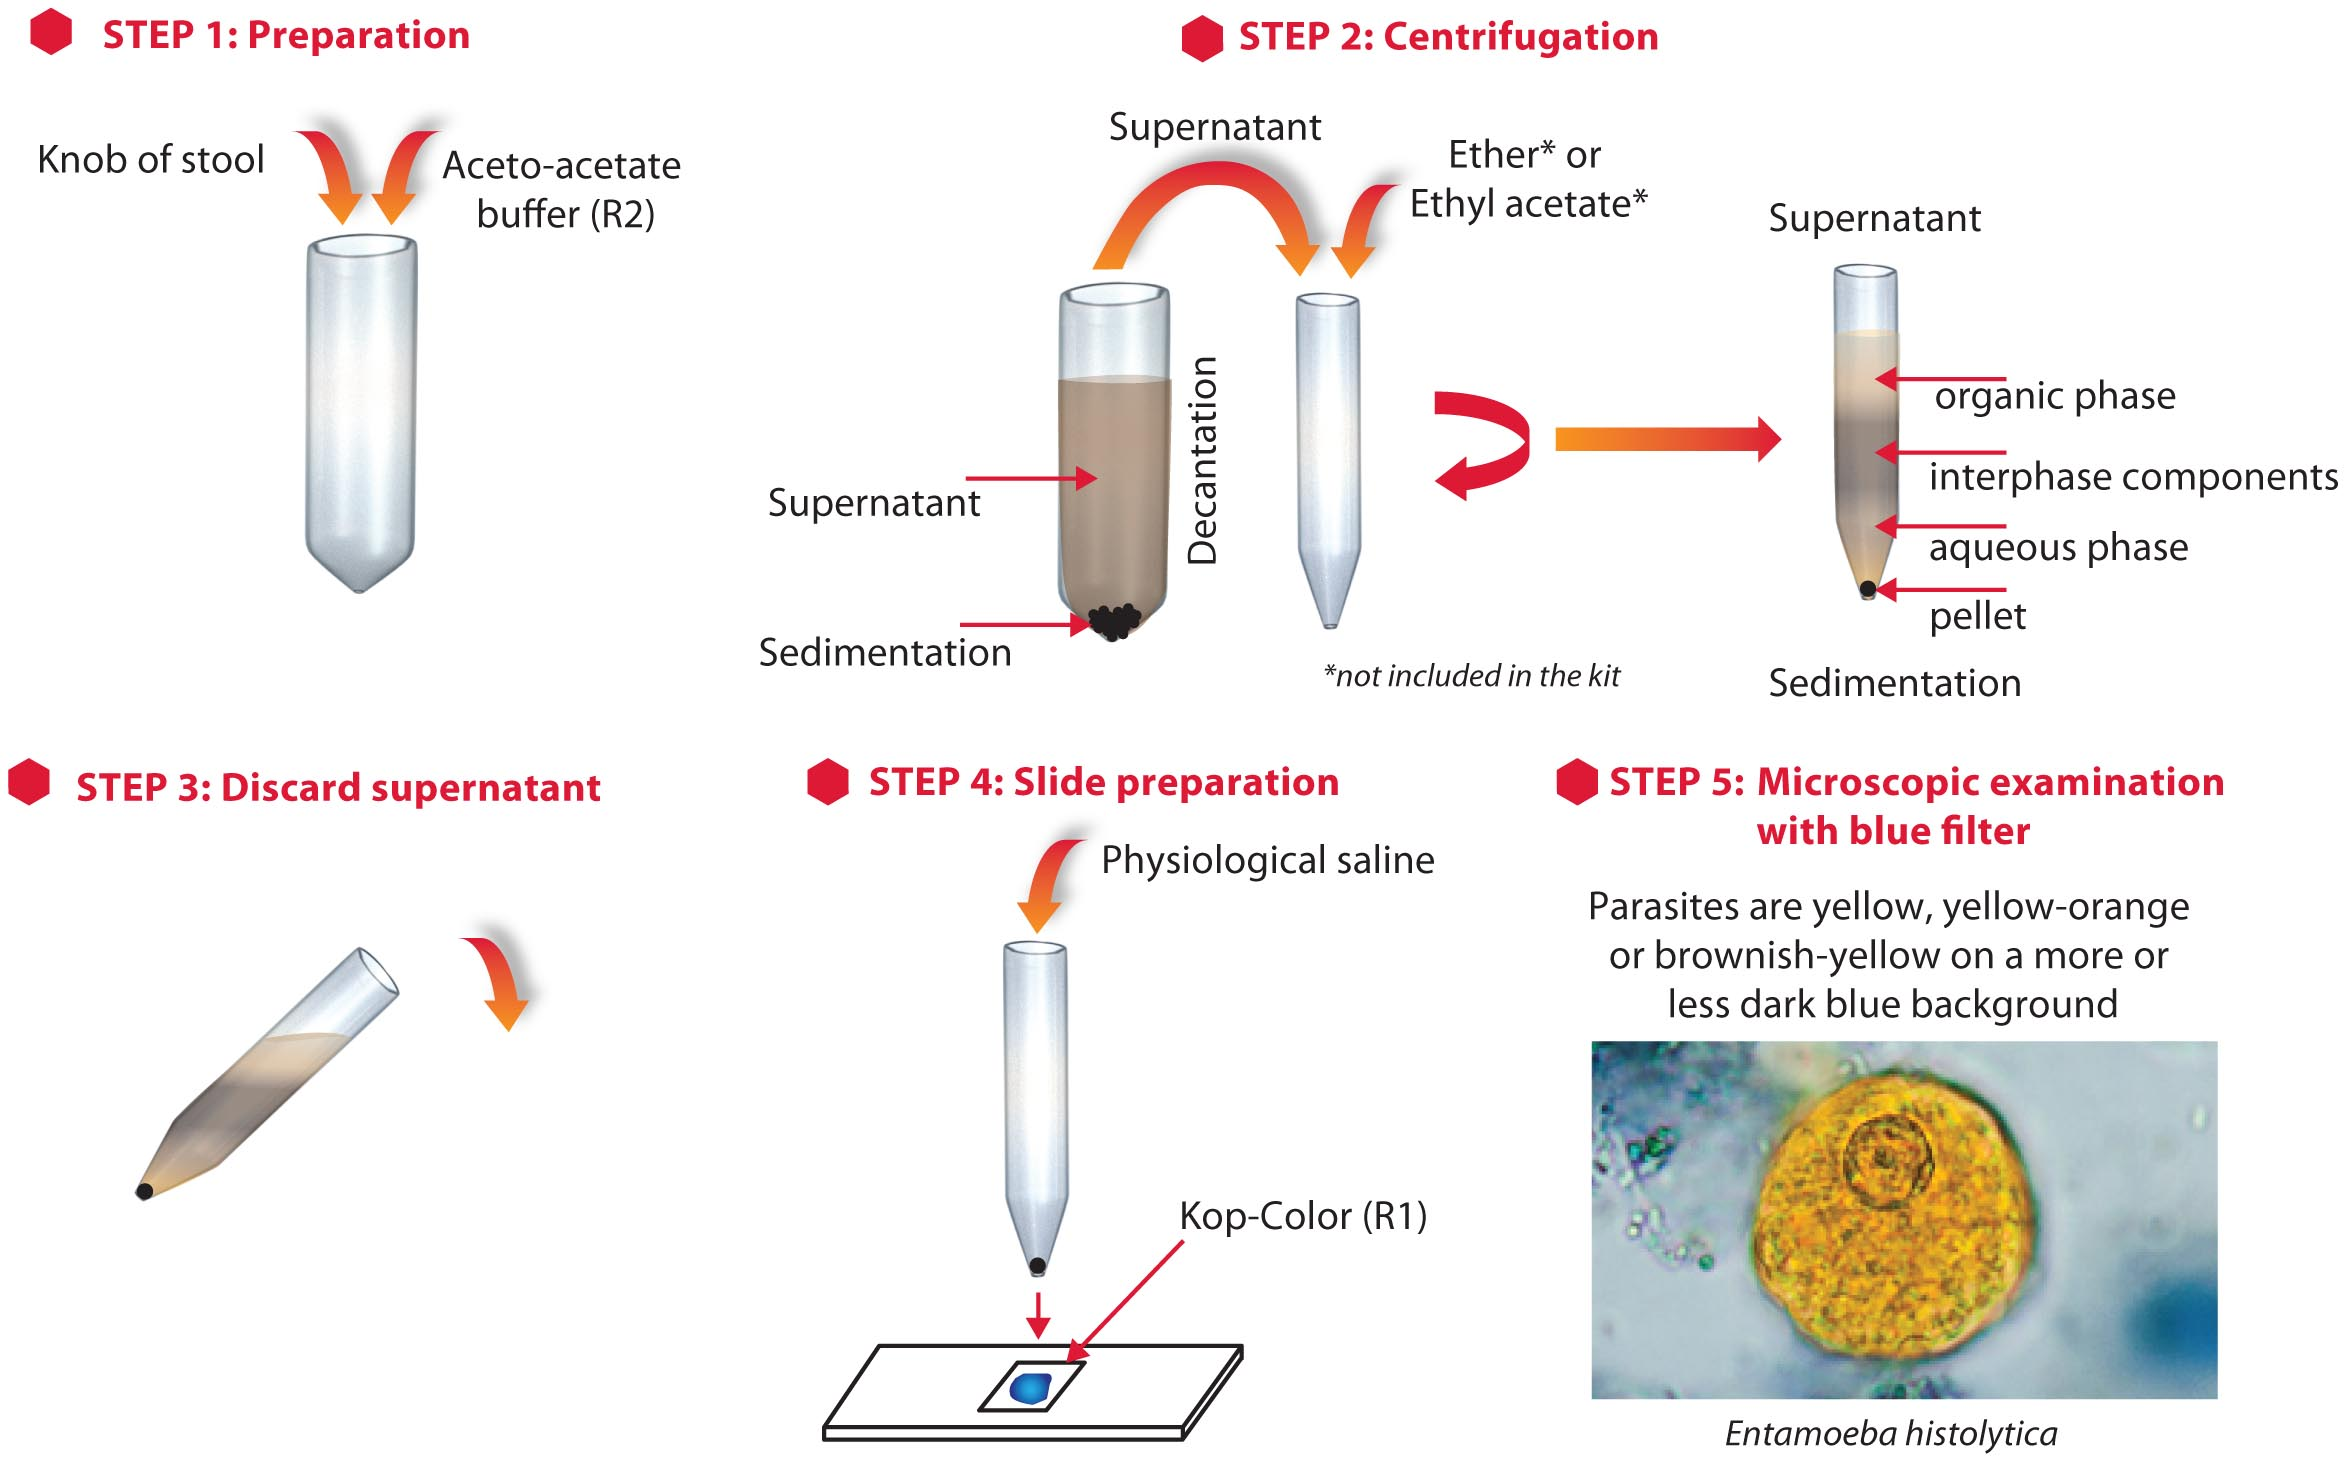 STEP 1: Preparation
Knob of stool
Aceto-acetate
buffer (R2)
STEP 2: Centrifugation
Supernatant
Ether* or
Ethyl acetate*
Supernatant
Sedimentation
Decantation
*not included in the kit
Supernatant
organic phase
interphase components
aqueous phase
pellet
Sedimentation
STEP 3: Discard supernatant
STEP 4: Slide preparation
Physiological saline
Kop-Color (R1)
STEP 5: Microscopic examination
with blue filter
Parasites are yellow, yellow-orange
or brownish-yellow on a more or
less dark blue background
Entamoeba histolytica